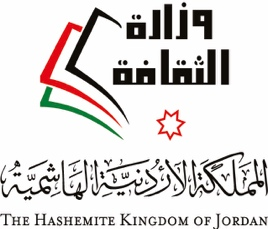 وزارة
الثقافة
المملكة الأردنية الهاشمية
THE HASHEMITE KINGDOM OF JORDAN